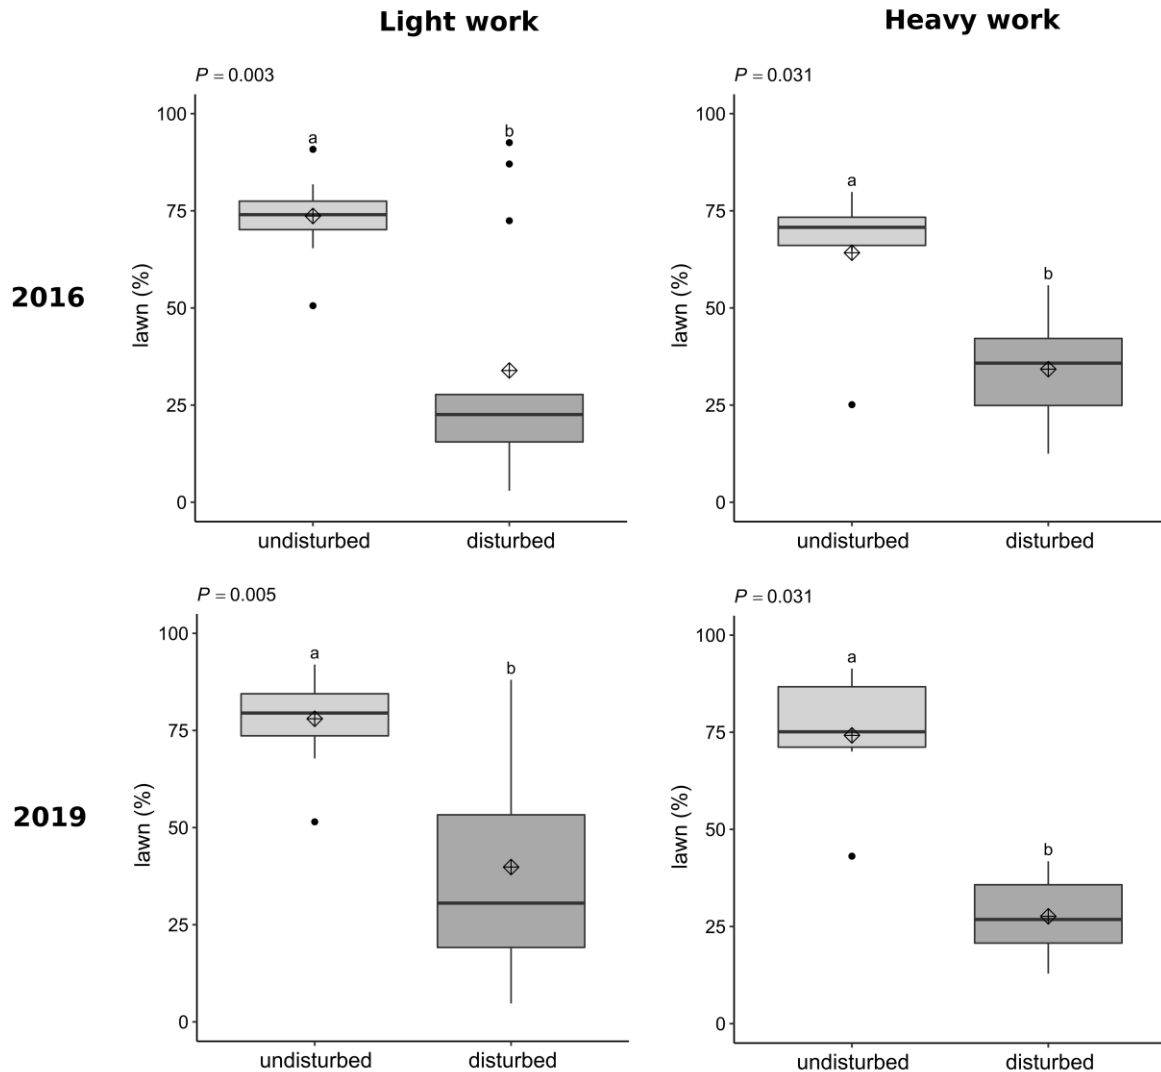 Light work
Heavy work
2016
P = 0.003
lawn (%)
100
75
50
25
0
a
b
undisturbed
disturbed
P = 0.031
lawn (%)
100
75
50
25
0
a
b
undisturbed
disturbed
2019
P = 0.005
lawn (%)
100
75
50
25
0
a
b
undisturbed
disturbed
P = 0.031
lawn (%)
100
75
50
25
0
a
b
undisturbed
disturbed